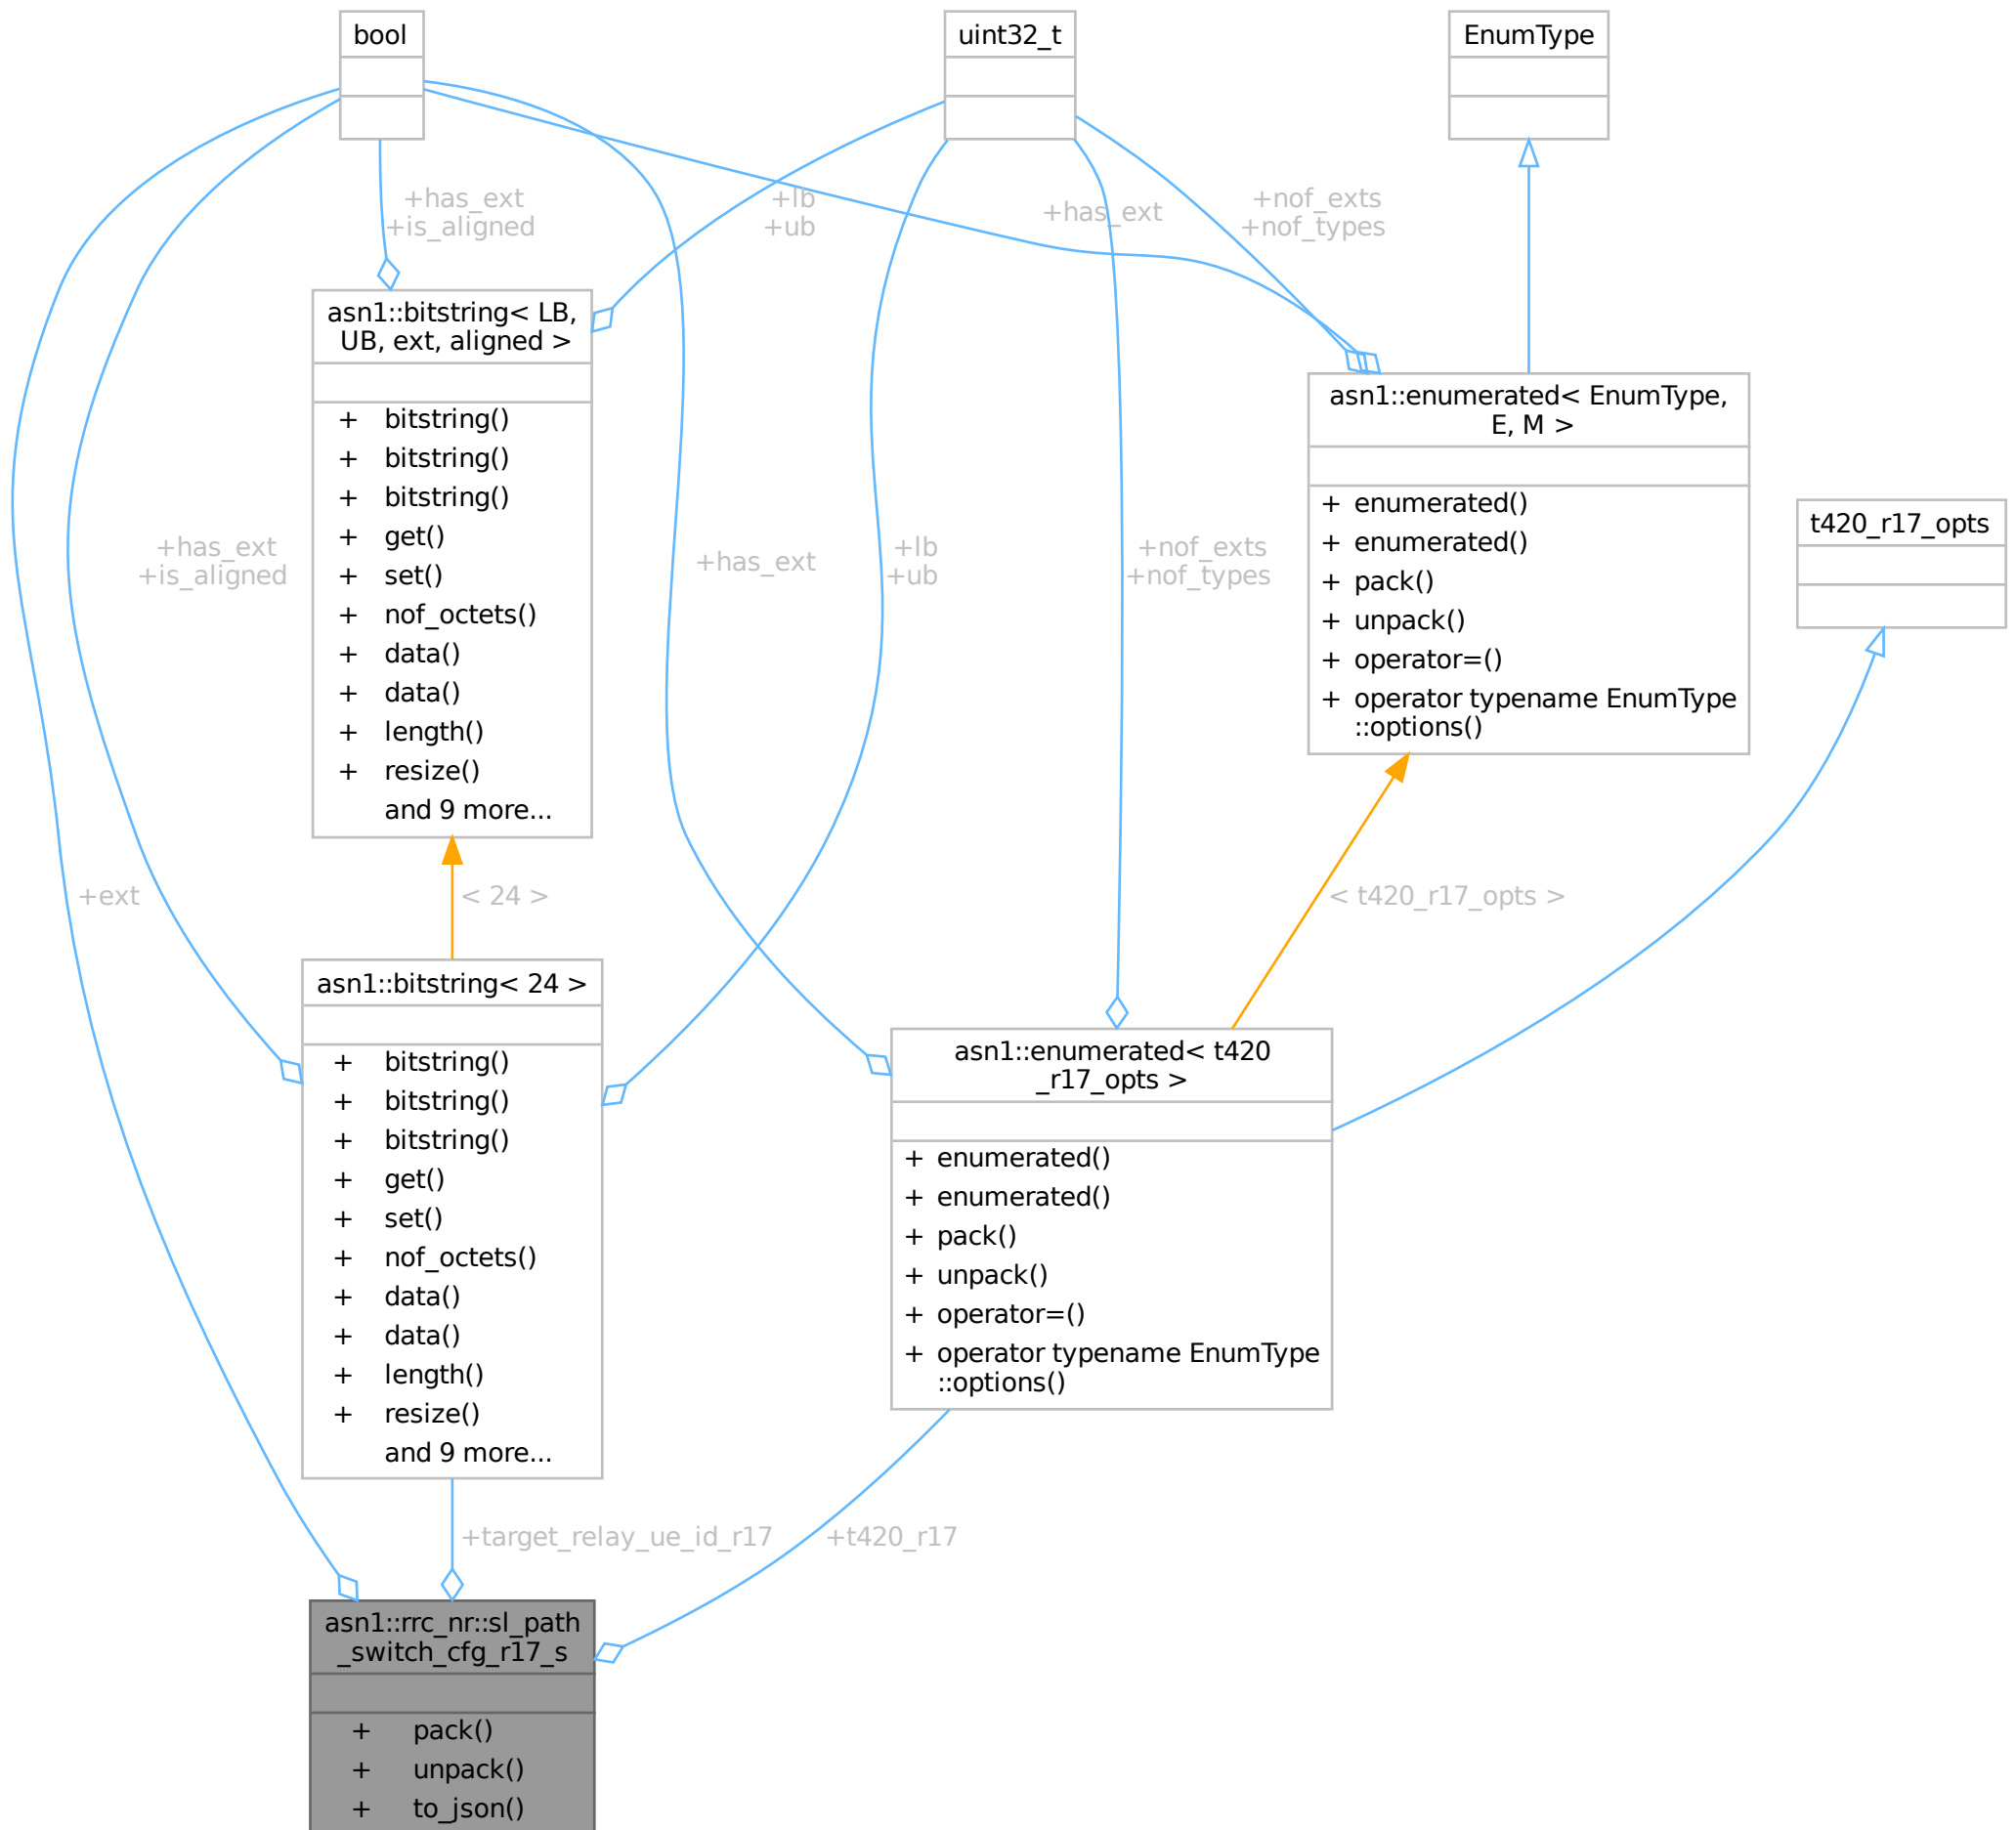 bool
uint32_t
EnumType
+has_ext
+is_aligned
+lb
+ub
+has_ext
+nof_exts
+nof_types
asn1::bitstring< LB,
UB, ext, aligned >
+ bitstring()
+ bitstring()
+ bitstring()
+ get()
+ set()
+ nof_octets()
+ data()
+ data()
+ length()
+ resize()
and 9 more...
asn1::enumerated< EnumType,
E, M >
+ enumerated()
+ enumerated()
+ pack()
+ unpack()
+ operator=()
+ operator typename EnumType
::options()
t420_r17_opts
+has_ext
+is_aligned
+has_ext
+lb
+ub
+nof_exts
+nof_types
+ext
< 24 >
< t420_r17_opts >
asn1::bitstring< 24 >
+ bitstring()
+ bitstring()
+ bitstring()
+ get()
+ set()
+ nof_octets()
+ data()
+ data()
+ length()
+ resize()
and 9 more...
asn1::enumerated< t420
_r17_opts >
+ enumerated()
+ enumerated()
+ pack()
+ unpack()
+ operator=()
+ operator typename EnumType
::options()
+target_relay_ue_id_r17
+t420_r17
asn1::rrc_nr::sl_path
_switch_cfg_r17_s
+ pack()
+ unpack()
+ to_json()